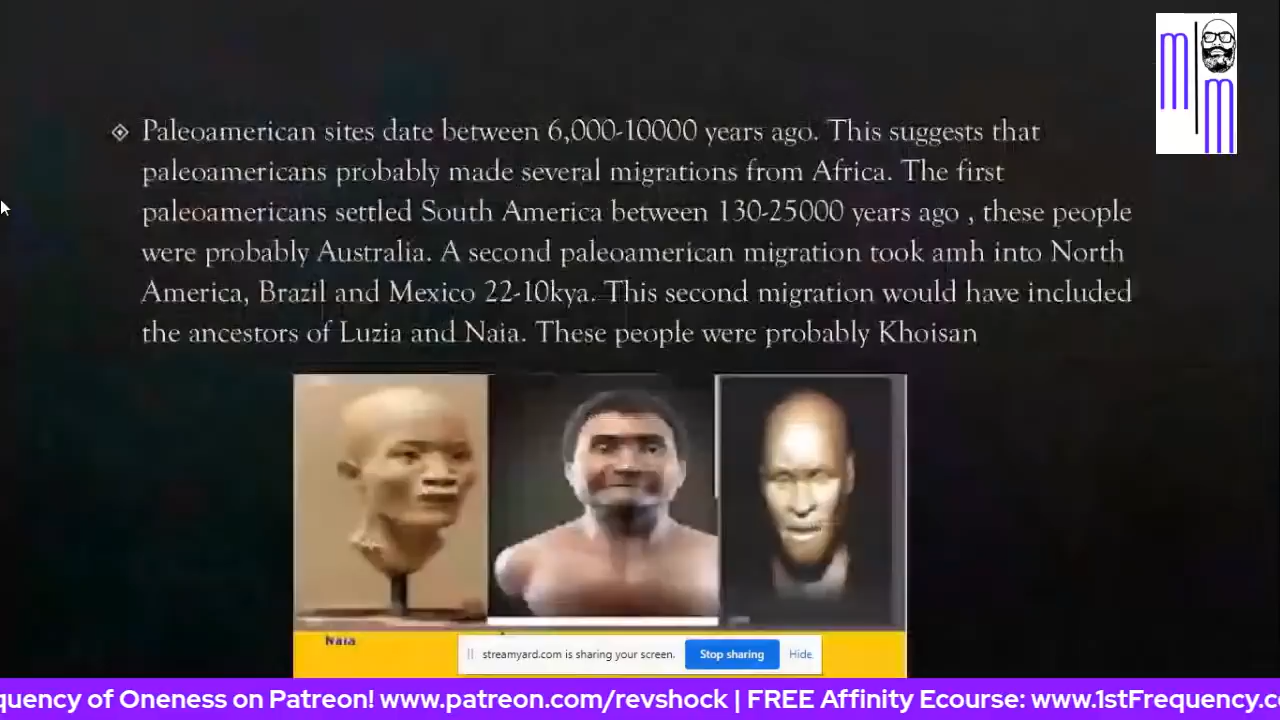 Paleoamerican sites date between 6,000-10000 years ago. This suggests that
paleoamericans probably made several migrations from Africa. The first
paleoamericans settled South America between 130-25000 years ago , these people
were probably Australia. A second paleoamerican migration took amh into North
America, Brazil and Mexico 22-10kya. This second migration would have included
the ancestors of Luzia and Naia. These people were probably Khoisan
m m
Naia
streamyard.com is sharing your screen. Stop sharing Hide
quency of Oneness on Patreon! www.patreon.com/revshock | FREE Affinity Ecourse: www.1stFrequency.c